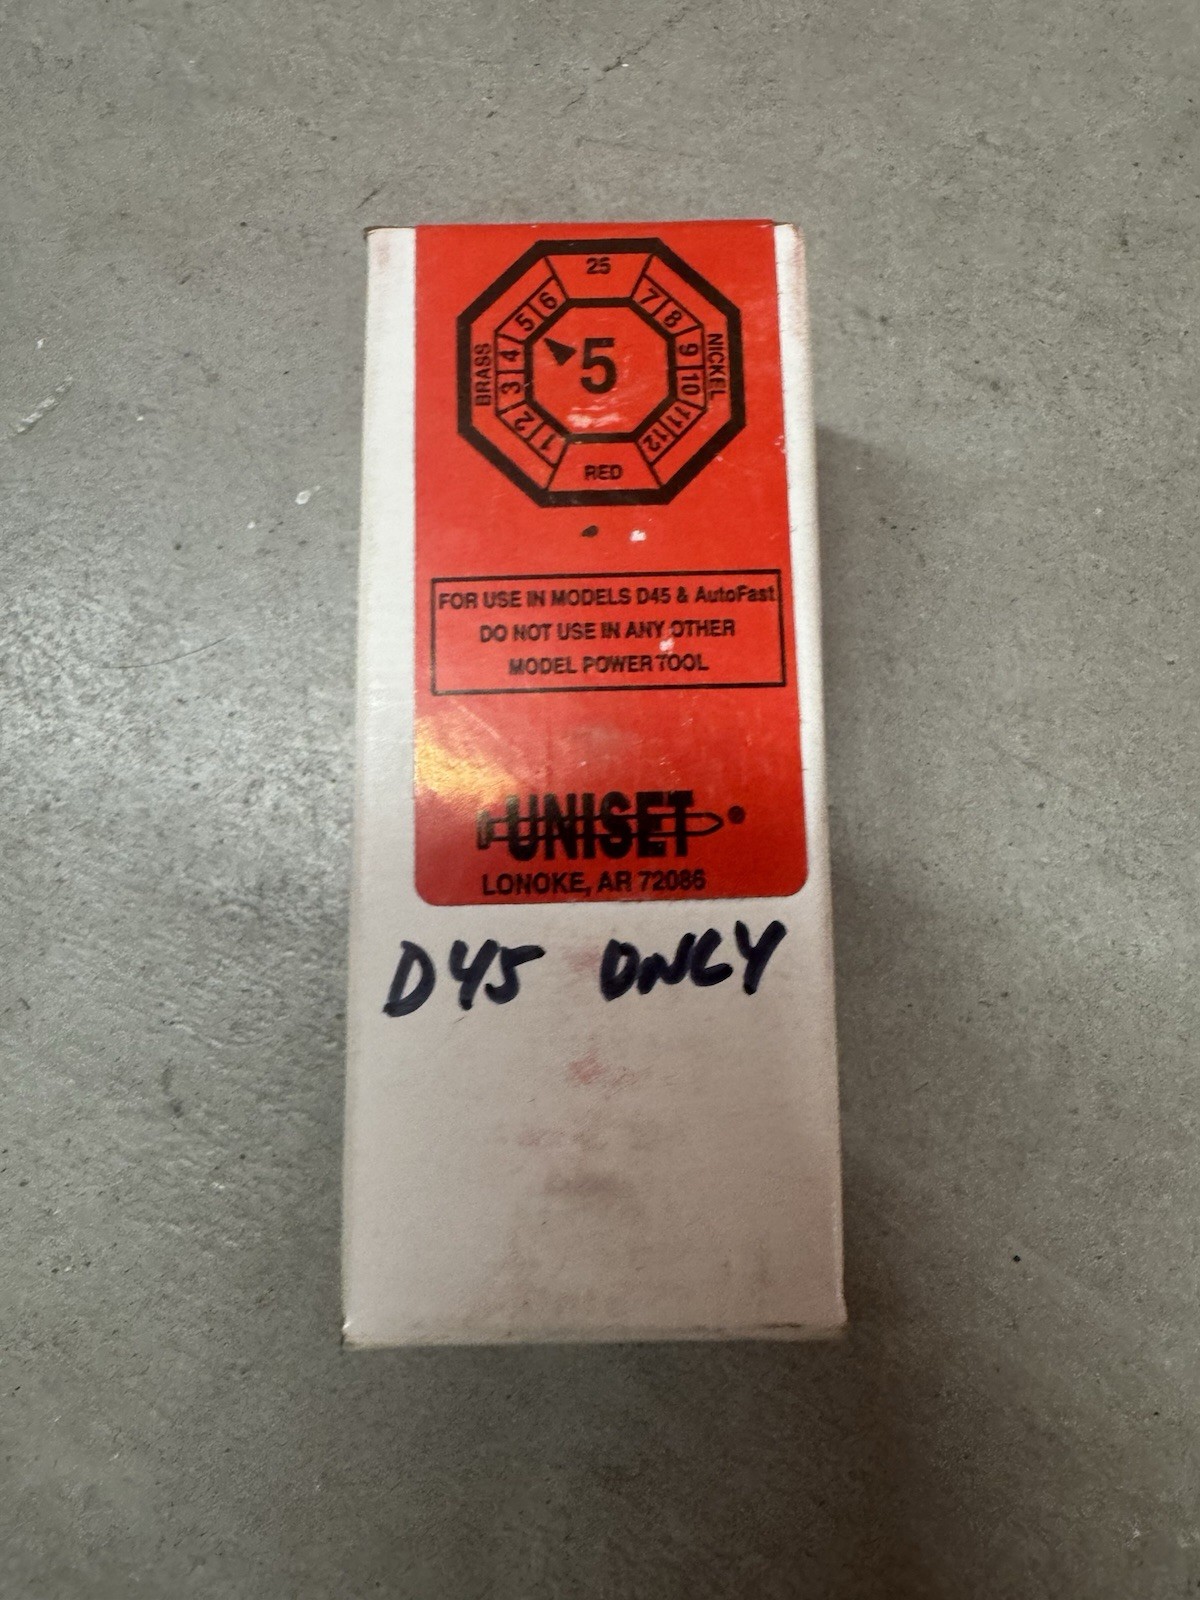 25
BRASS
1 2 3 4 5 6
5
7 8 9 10 11 12
NICKEL
RED
FOR USE IN MODELS D45 & AutoFast
DO NOT USE IN ANY OTHER
MODEL POWER TOOL
UNISET
LONOKE, AR 72086
D45 ONLY